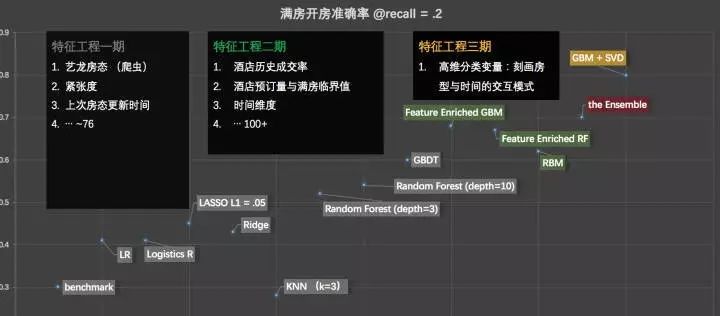 满房开房准确率 @recall = .2
0.9
0.8
0.7
0.6
0.5
0.4
0.3
特征工程一期
1. 艺龙房态 (爬虫)
2. 紧张度
3. 上次房态更新时间
4. ··· ~76
特征工程二期
1. 酒店历史成交率
2. 酒店预订量与满房临界值
3. 时间维度
4. ··· 100+
特征工程三期
1. 高维分类变量：刻画房
型与时间的交互模式
GBM + SVD
the Ensemble
Feature Enriched GBM
Feature Enriched RF
RBM
GBDT
Random Forest (depth=10)
Random Forest (depth=3)
LASSO L1 = .05
Ridge
LR
Logistics R
benchmark
KNN （k=3）